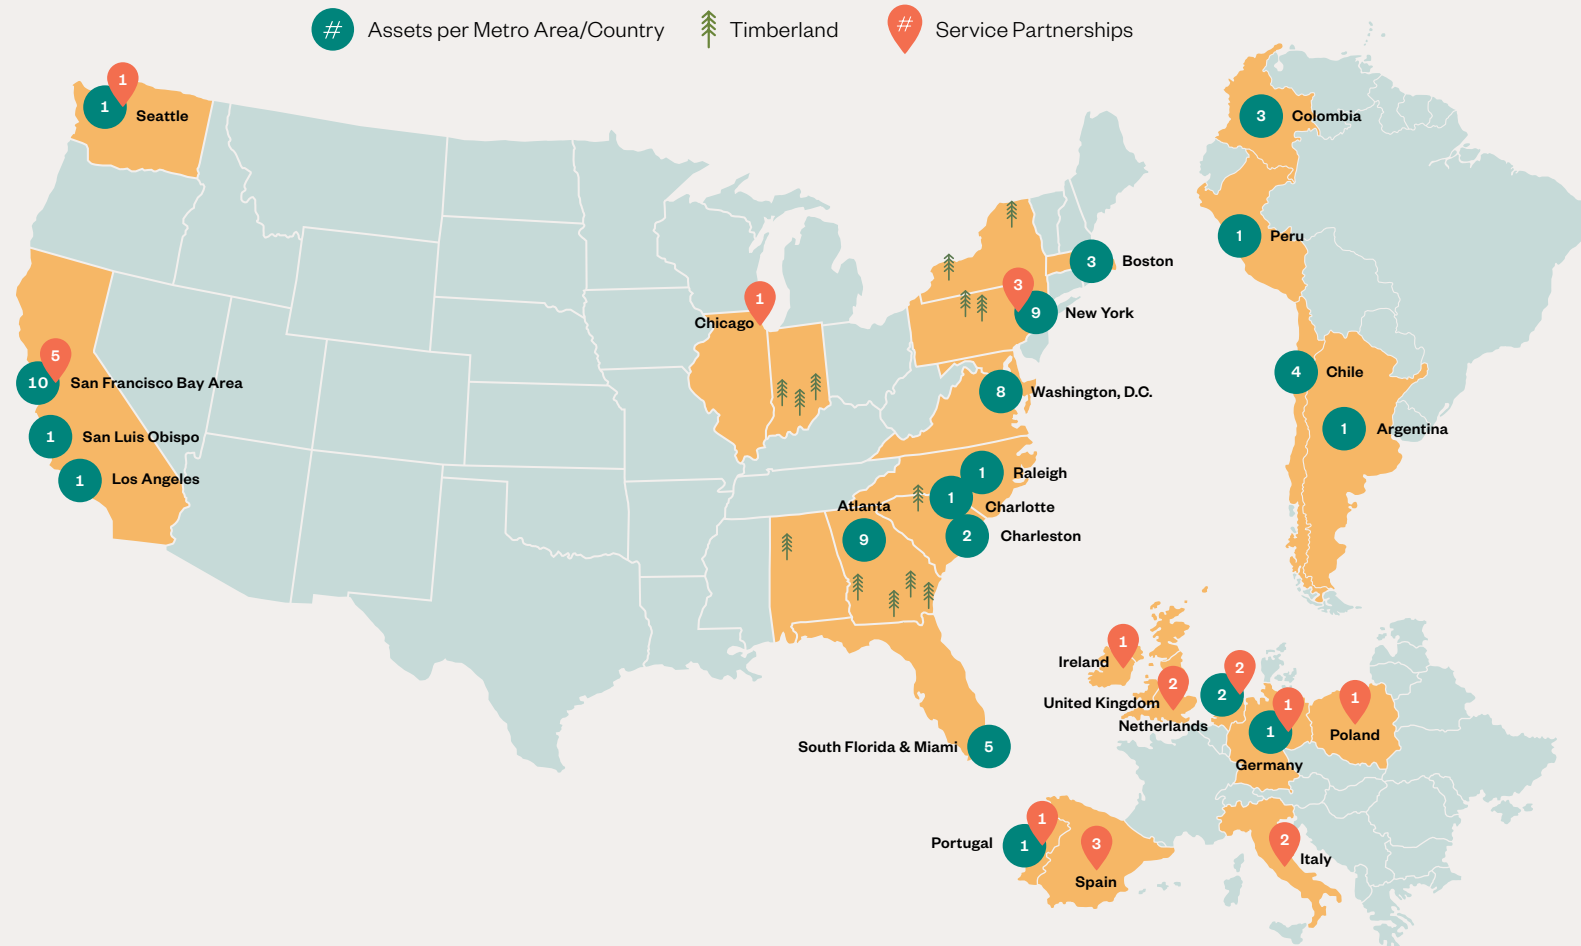 # Assets per Metro Area/Country
Timberland
# Service Partnerships
1
1
Seattle
5
10
San Francisco Bay Area
1
San Luis Obispo
1
Los Angeles
1
Chicago
3
Boston
3
9
New York
8
Washington, D.C.
1
Raleigh
1
Charlotte
2
Charleston
Atlanta
9
South Florida & Miami
5
3
Colombia
1
Peru
4
Chile
1
Argentina
1
Ireland
2
United Kingdom
2
2
Netherlands
1
1
Germany
1
Poland
1
Portugal
1
3
Spain
2
Italy